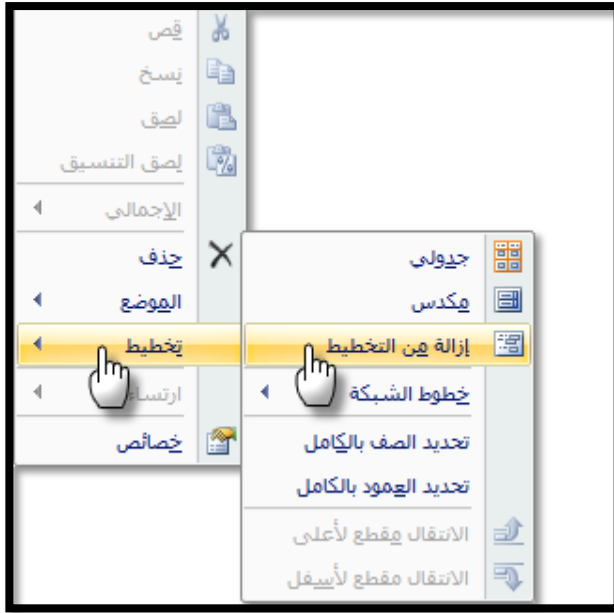 قص
نسخ
لصق
لصق التنسيق
الإجمالي
حذف
الموضع
تخطيط
ارتساء
خصائص
جدولي
مكدس
إزالة من التخطيط
خطوط الشبكة
تحديد الصف بالكامل
تحديد العمود بالكامل
الانتقال مقطع لأعلى
الانتقال مقطع لأسفل